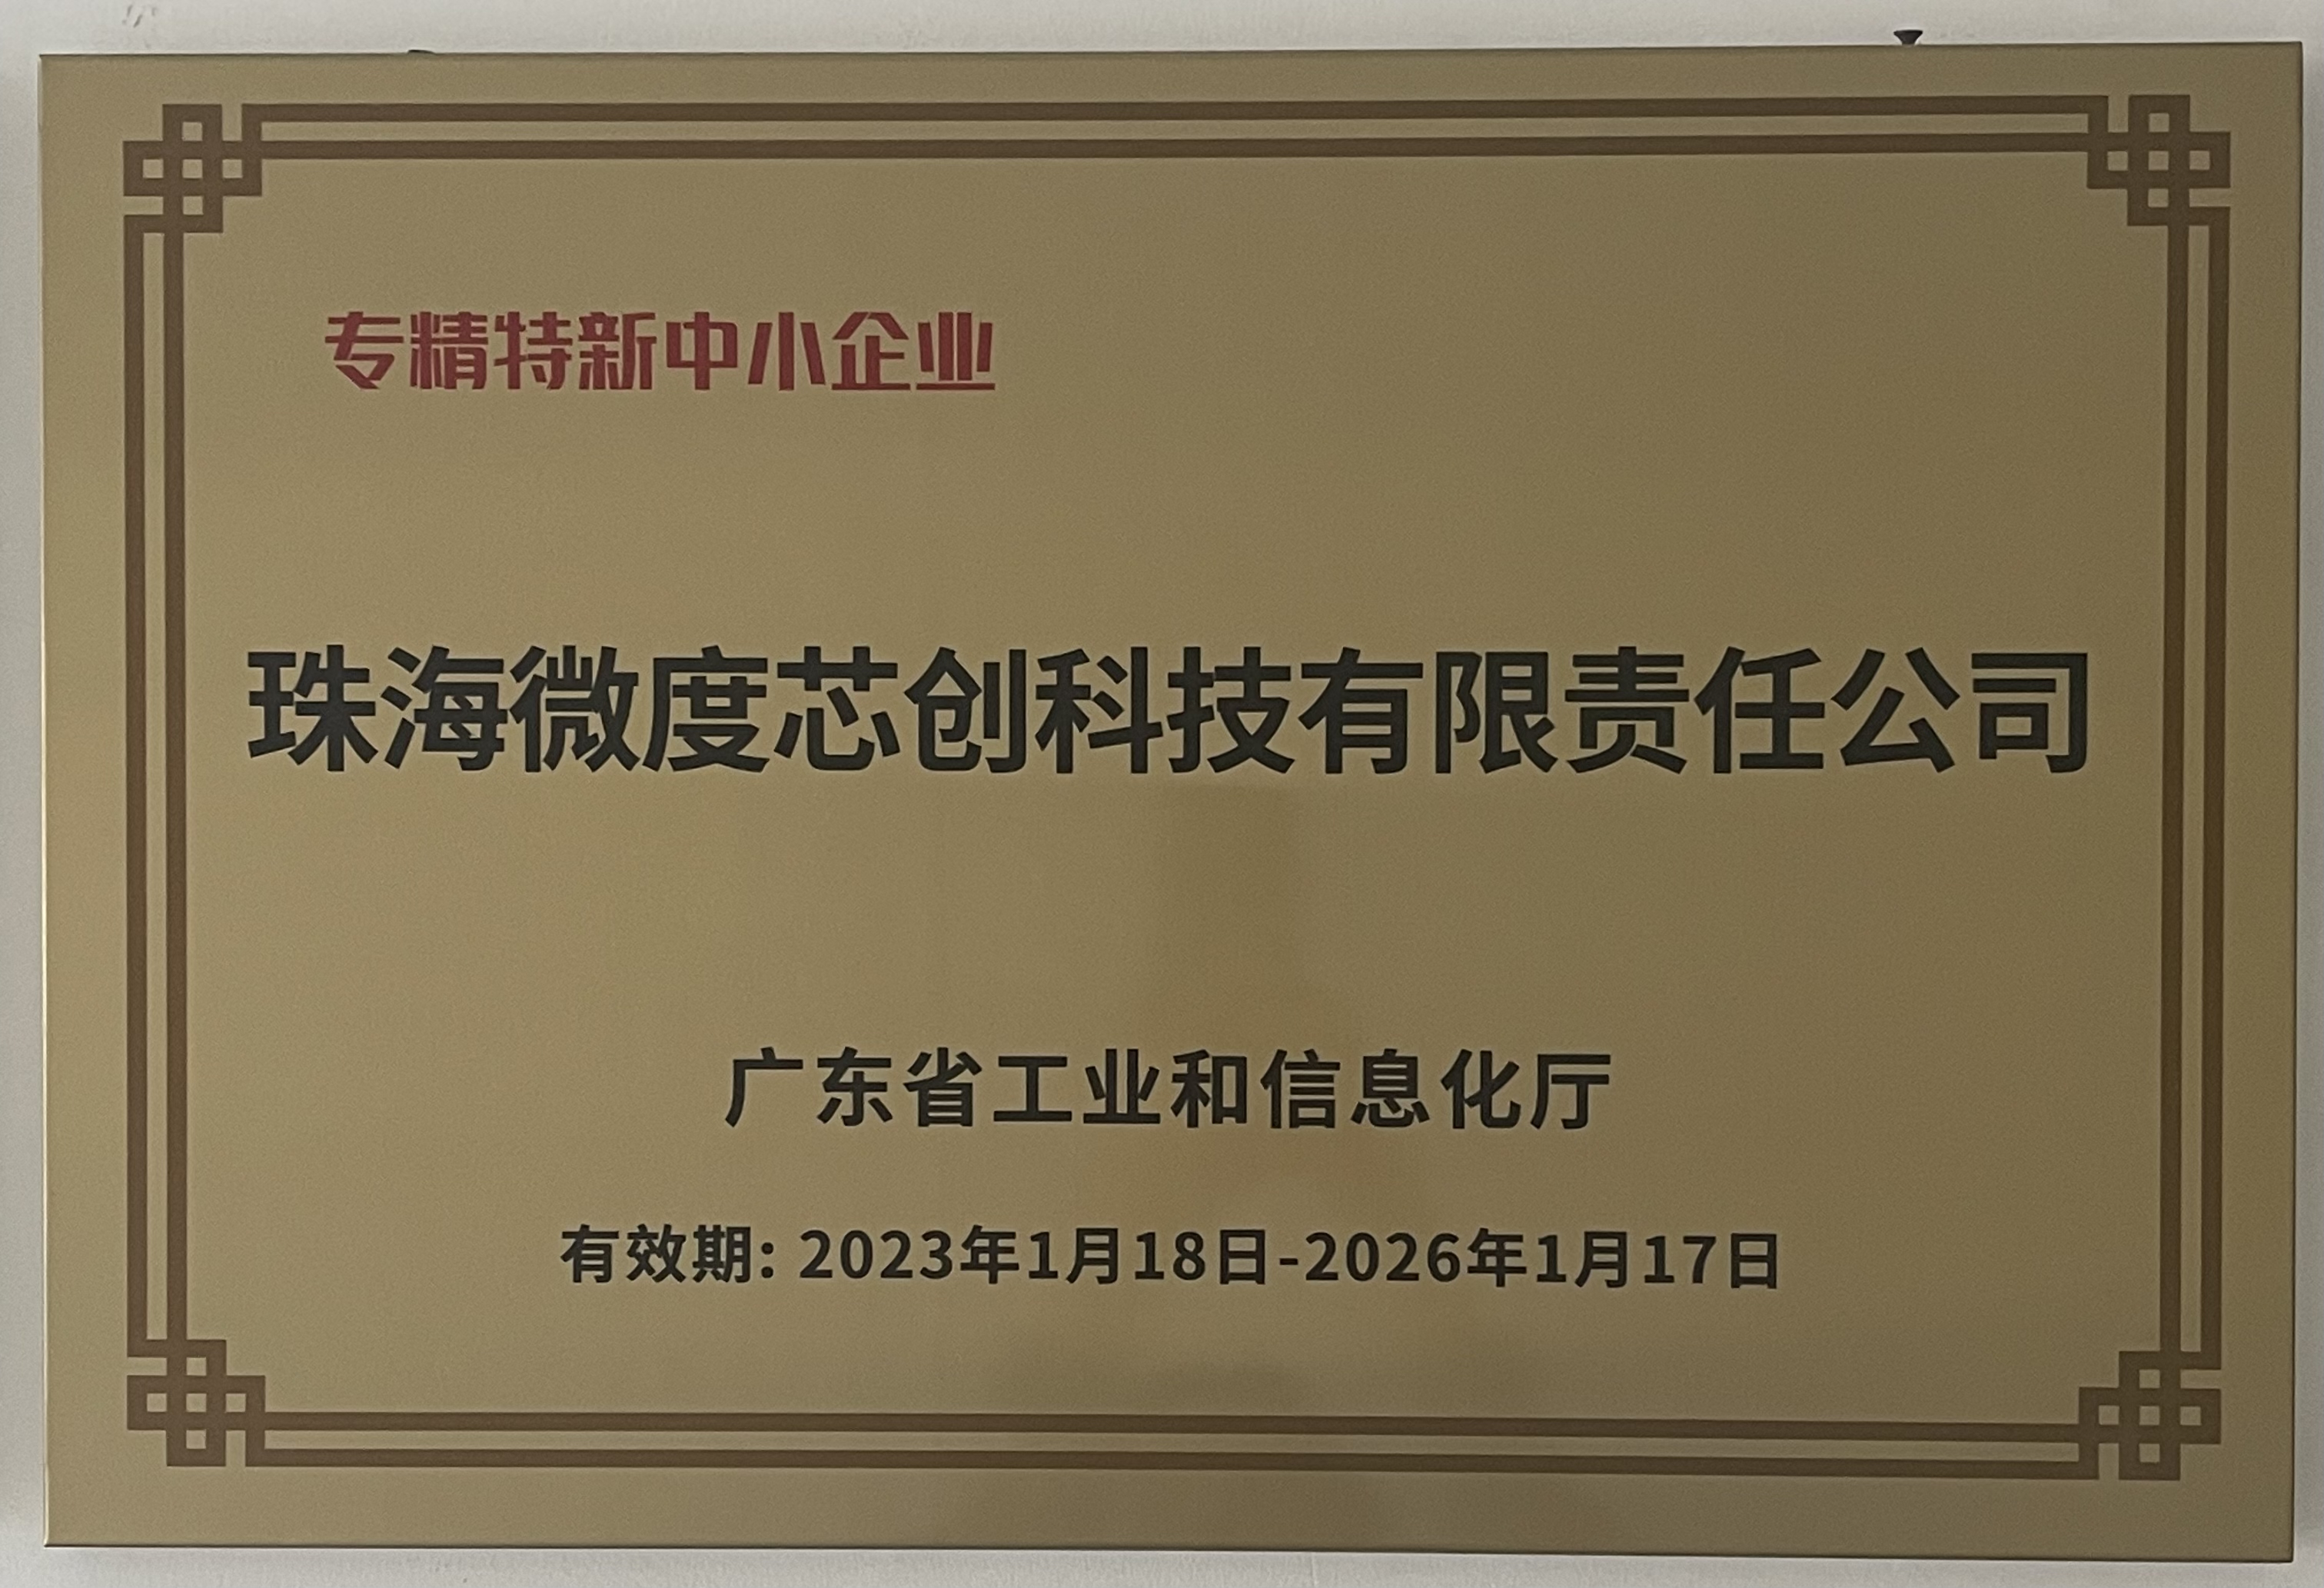 专精特新中小企业
珠海微度芯创科技有限责任公司
广东省工业和信息化厅
有效期: 2023年1月18日-2026年1月17日